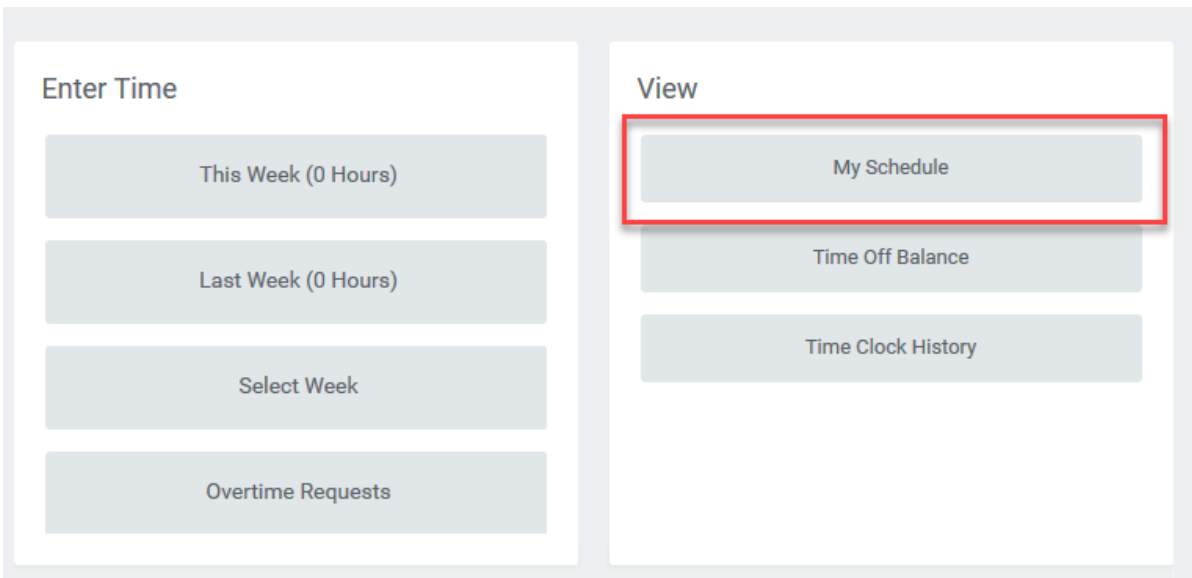 Enter Time
This Week (0 Hours)
Last Week (0 Hours)
Select Week
Overtime Requests
View
My Schedule
Time Off Balance
Time Clock History